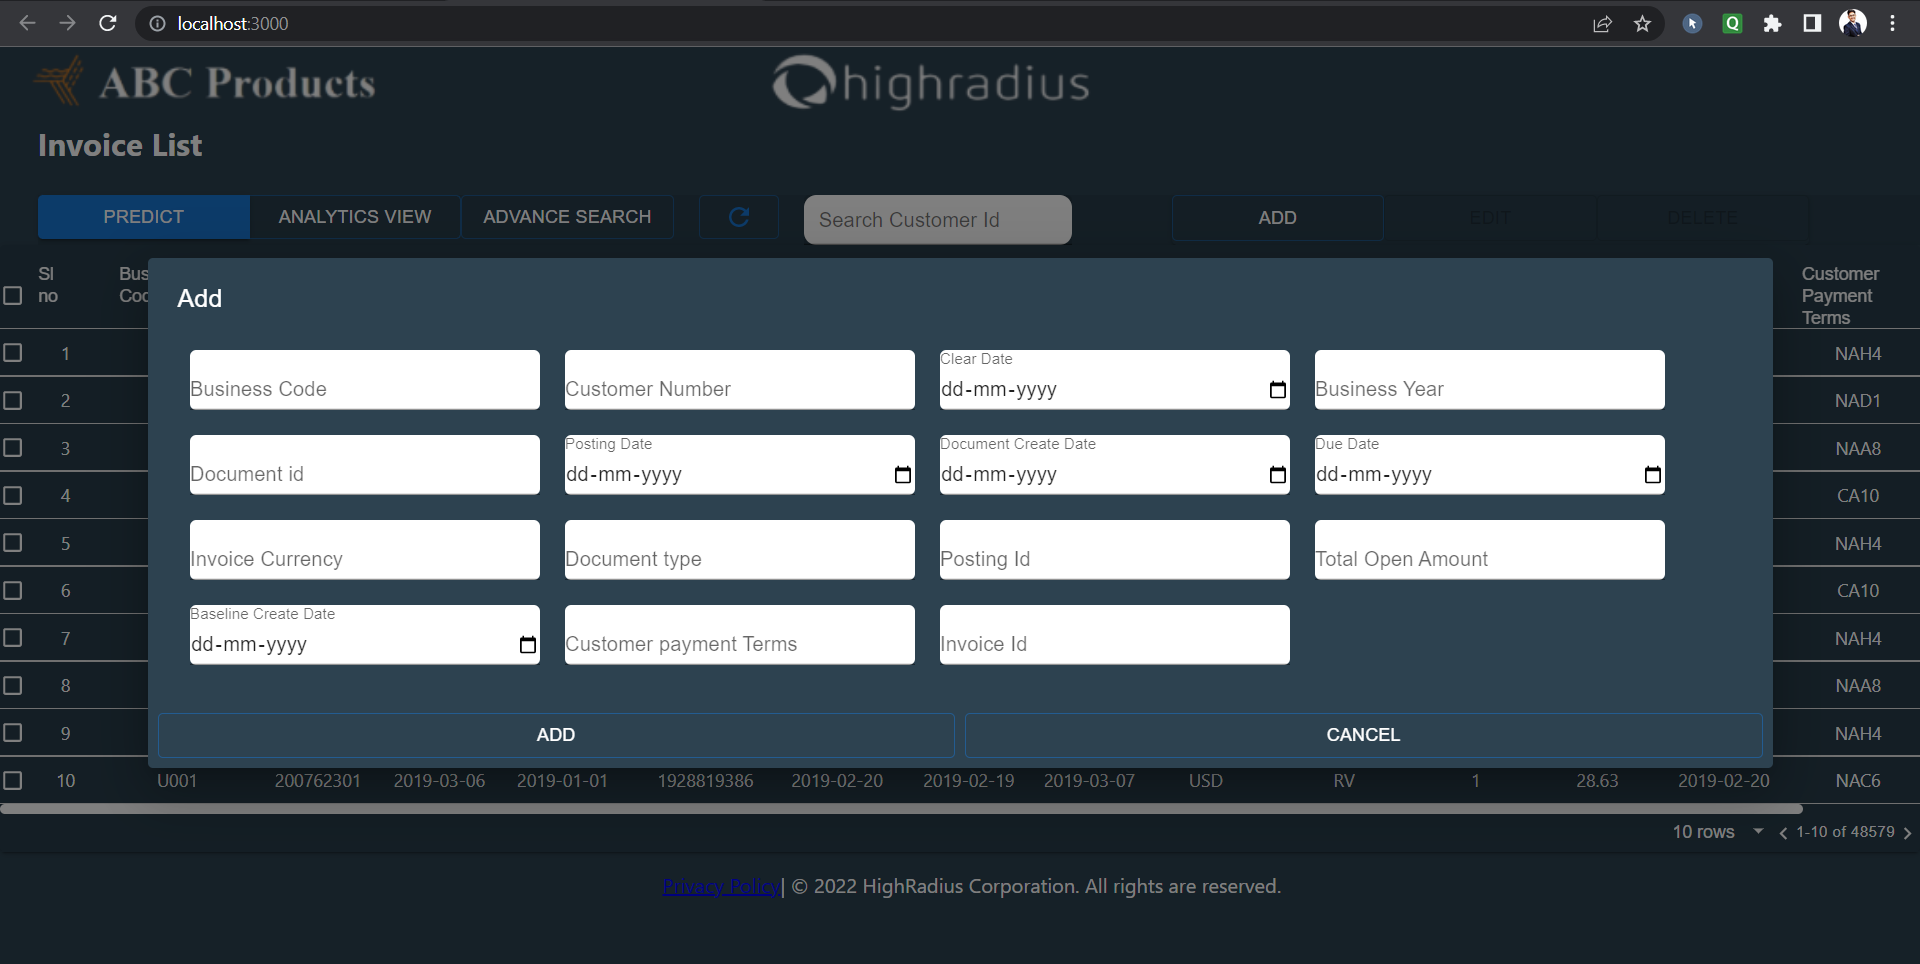 localhost:3000
ABC Products
highradius
Invoice List
PREDICT ANALYTICS VIEW ADVANCE SEARCH Search Customer Id ADD EDIT DELETE
Sl no Bus Coc Customer Payment Terms
Add
1 NAH4
Business Code Customer Number Clear Date dd-mm-yyyy Business Year
2 NAD1
3 NAA8
Document id Posting Date dd-mm-yyyy Document Create Date dd-mm-yyyy Due Date dd-mm-yyyy
4 CA10
5 NAH4
Invoice Currency Document type Posting Id Total Open Amount
6 CA10
7 NAH4
Baseline Create Date dd-mm-yyyy Customer payment Terms Invoice Id
8 NAA8
9 NAH4
ADD CANCEL
10 U001 200762301 2019-03-06 2019-01-01 1928819386 2019-02-20 2019-02-19 2019-03-07 USD RV 1 28.63 2019-02-20 NAC6
10 rows 1-10 of 48579
Privacy Policy| © 2022 HighRadius Corporation. All rights are reserved.